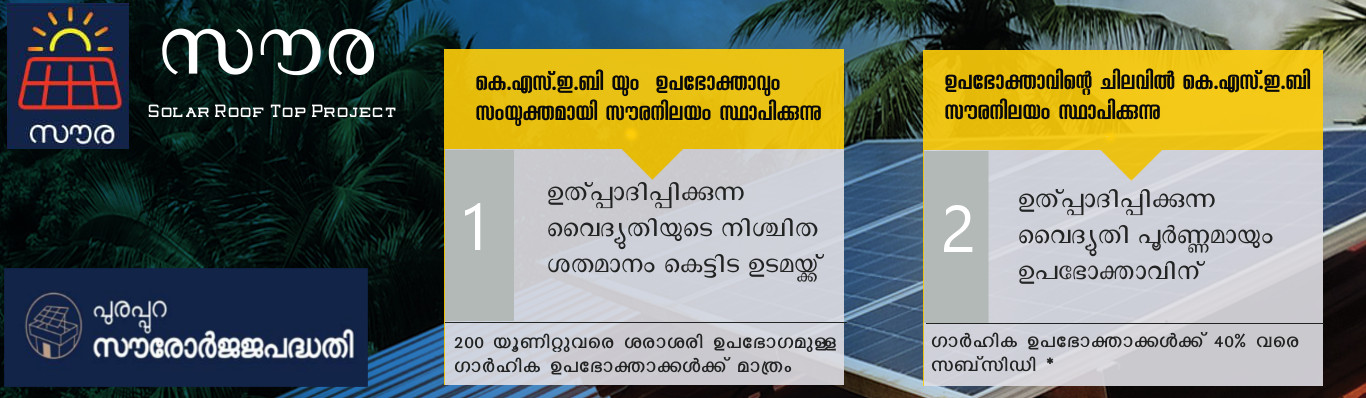 സൗര
സൗര
SOLAR ROOF TOP PROJECT
പുരപ്പുറ
സൗരോർജ്ജപദ്ധതി
കെ.എസ്.ഇ.ബി യും ഉപഭോക്താവും
സംയുക്തമായി സൗരനിലയം സ്ഥാപിക്കുന്നു
1
ഉത്പ്പാദിപ്പിക്കുന്ന
വൈദ്യുതിയുടെ നിശ്ചിത
ശതമാനം കെട്ടിട ഉടമയ്ക്ക്
200 യൂണിറ്റുവരെ ശരാശരി ഉപഭോഗമുള്ള
ഗാർഹിക ഉപഭോക്താക്കൾക്ക് മാത്രം
ഉപഭോക്താവിന്റെ ചിലവിൽ കെ.എസ്.ഇ.ബി
സൗരനിലയം സ്ഥാപിക്കുന്നു
2
ഉത്പ്പാദിപ്പിക്കുന്ന
വൈദ്യുതി പൂർണ്ണമായും
ഉപഭോക്താവിന്
ഗാർഹിക ഉപഭോക്താക്കൾക്ക് 40% വരെ
സബ്സിഡി *